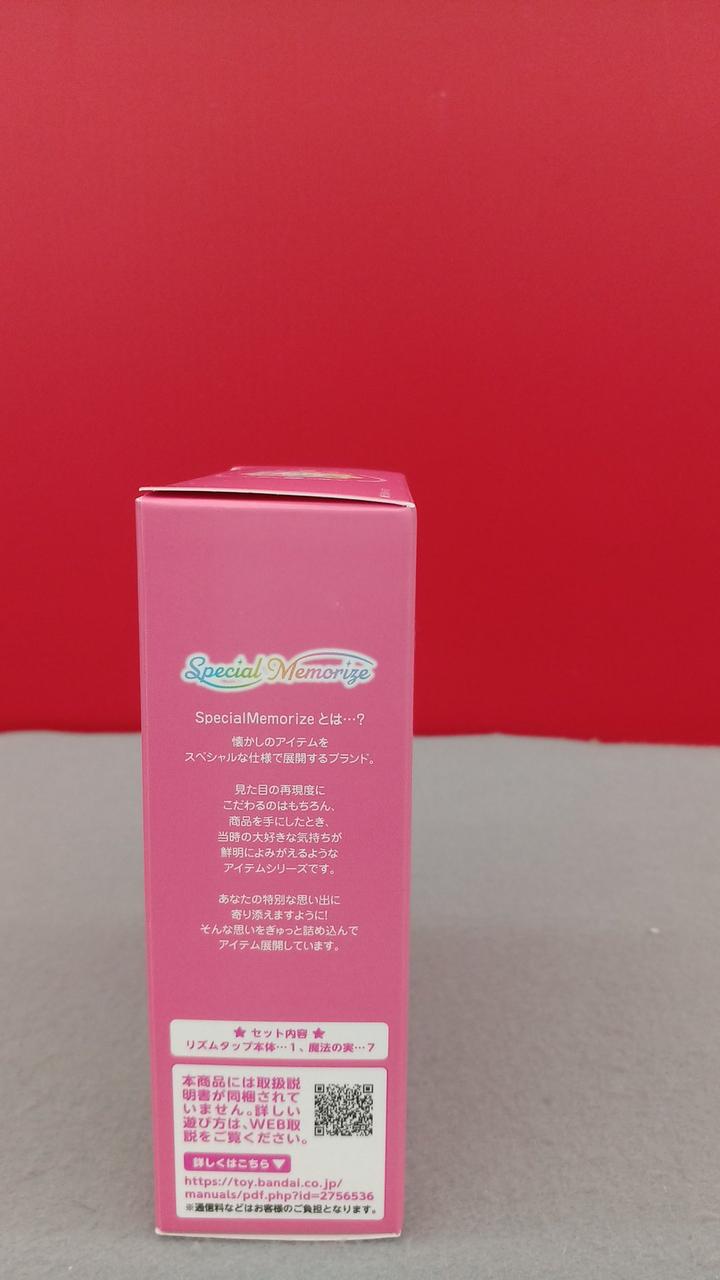 Special Memorize
SpecialMemorize とは…？
懐かしのアイテムを
スペシャルな仕様で展開するブランド。
見た目の再現度に
こだわるのはもちろん、
商品を手にしたとき、
当時の大好きな気持ちが
鮮明によみがえるような
アイテムシリーズです。
あなたの特別な思い出に
寄り添えますように！
そんな思いをぎゅっと詰め込んで
アイテム展開しています。
★ セット内容 ★
リズムタップ本体…１、魔法の実…７
本商品には取扱説
明書が同梱されて
いません。詳しい
遊び方は、WEB取
説をご覧ください。
詳しくはこちら▼
https://toy.bandai.co.jp/
manuals/pdf.php?id=2756536
※通信料などはお客様のご負担となります。